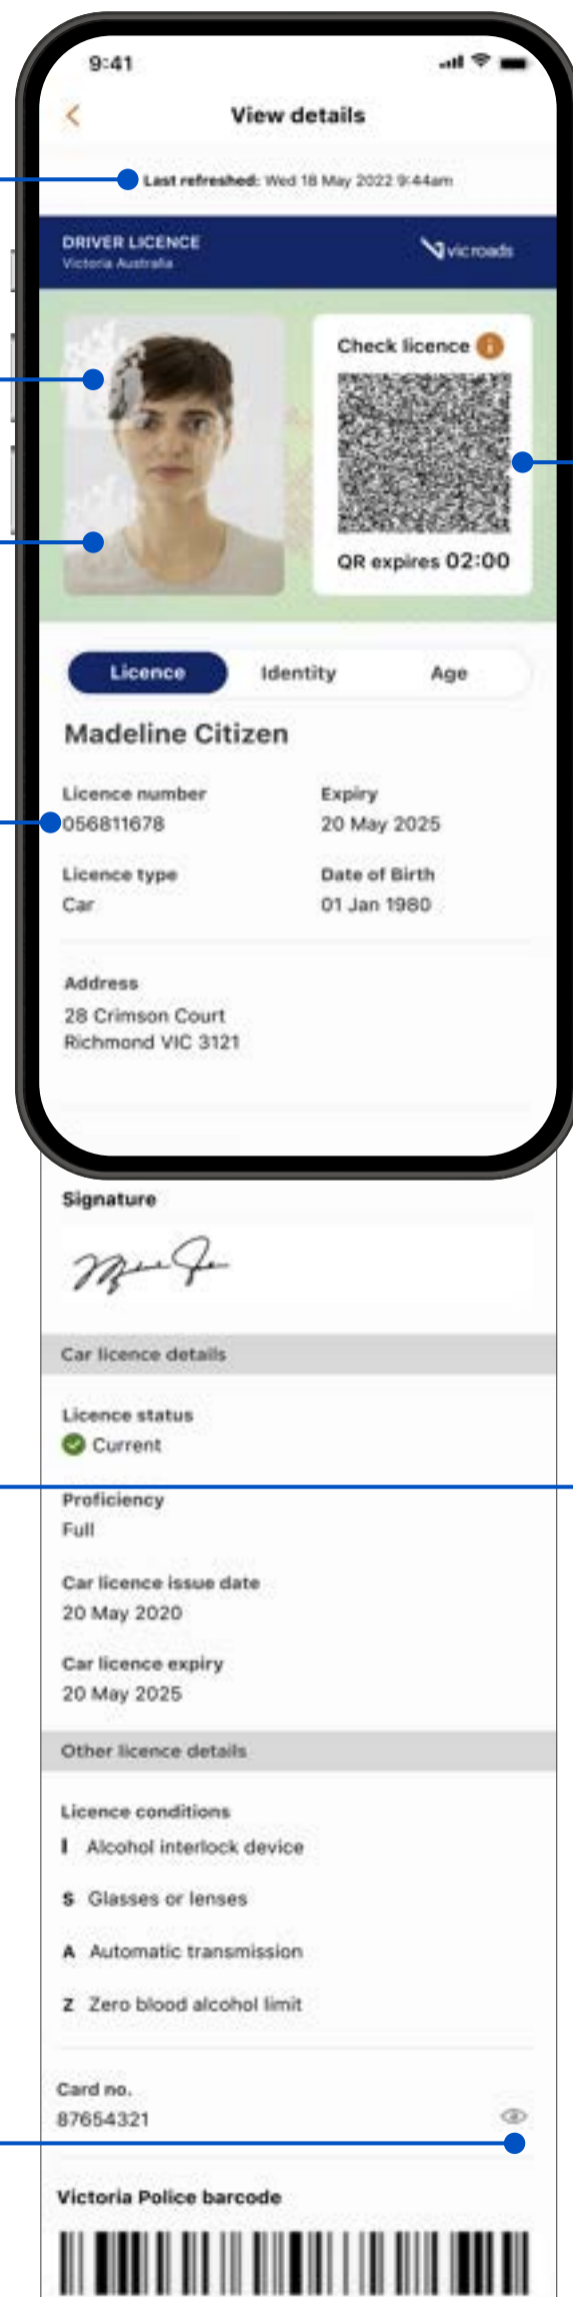 9:41
View details
Last refreshed: Wed 18 May 2022 9:44am
DRIVER LICENCE
Victoria Australia
vicroads
Check licence i
QR expires 02:00
Licence Identity Age
Madeline Citizen
Licence number Expiry
056811678 20 May 2025
Licence type Date of Birth
Car 01 Jan 1980
Address
28 Crimson Court
Richmond VIC 3121
Signature
Car licence details
Licence status
Current
Proficiency
Full
Car licence issue date
20 May 2020
Car licence expiry
20 May 2025
Other licence details
Licence conditions
I Alcohol interlock device
S Glasses or lenses
A Automatic transmission
Z Zero blood alcohol limit
Card no.
87654321
Victoria Police barcode